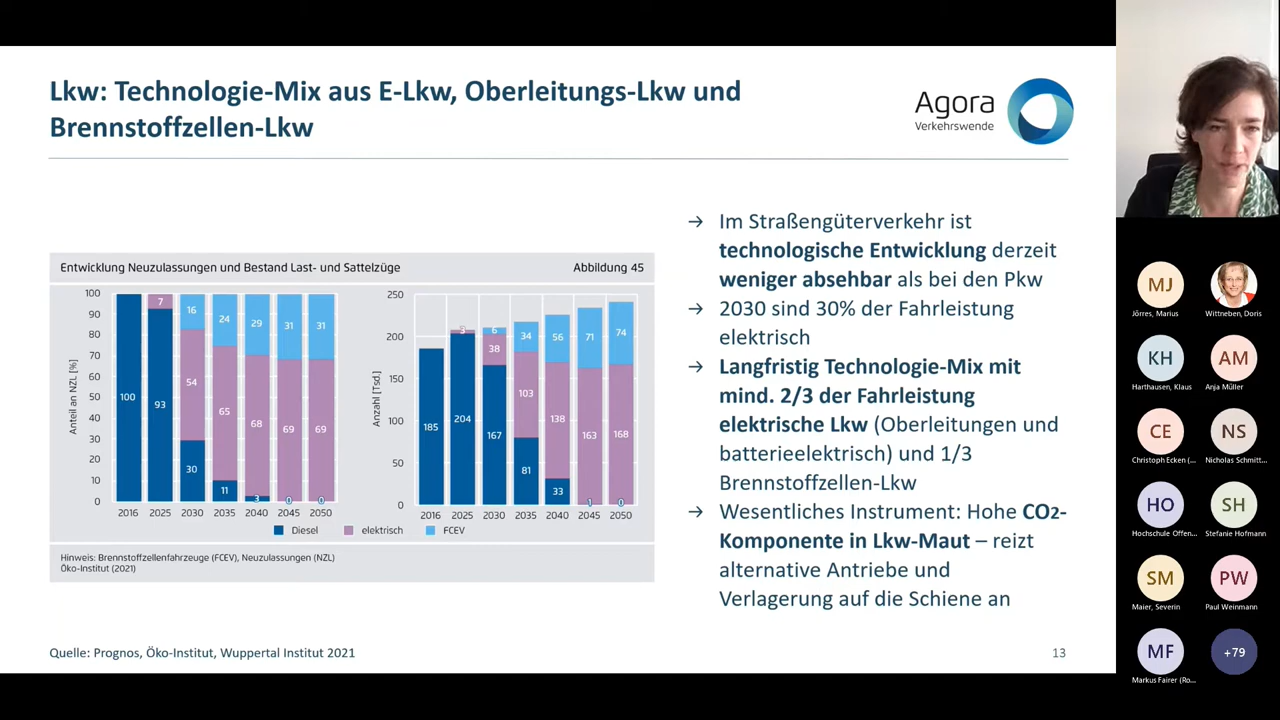 Lkw: Technologie-Mix aus E-Lkw, Oberleitungs-Lkw und
Brennstoffzellen-Lkw
Agora
Verkehrswende
Entwicklung Neuzulassungen und Bestand Last- und Sattelzüge
Abbildung 45
Anteil an NZL [%]
100
90
80
70
60
50
40
30
20
10
0
100
7
93
16
54
30
24
65
11
29
68
3
31
69
0
31
69
0
2016 2025 2030 2035 2040 2045 2050
Anzahl [Tsd.]
250
200
150
100
50
0
185
3
204
6
38
167
34
103
81
56
138
33
71
163
1
74
168
0
2016 2025 2030 2035 2040 2045 2050
Diesel elektrisch FCEV
Hinweis: Brennstoffzellenfahrzeuge (FCEV), Neuzulassungen (NZL)
Öko-Institut (2021)
→ Im Straßengüterverkehr ist
technologische Entwicklung derzeit
weniger absehbar als bei den Pkw
→ 2030 sind 30% der Fahrleistung
elektrisch
→ Langfristig Technologie-Mix mit
mind. 2/3 der Fahrleistung
elektrische Lkw (Oberleitungen und
batterieelektrisch) und 1/3
Brennstoffzellen-Lkw
→ Wesentliches Instrument: Hohe CO2-
Komponente in Lkw-Maut – reizt
alternative Antriebe und
Verlagerung auf die Schiene an
Quelle: Prognos, Öko-Institut, Wuppertal Institut 2021
13
MJ
Jörres, Marius
Wittneben, Doris
KH
Harthausen, Klaus
AM
Anja Müller
CE
Christoph Ecken (...
NS
Nicholas Schmitt...
HO
Hochschule Offen...
SH
Stefanie Hofmann
SM
Maier, Severin
PW
Paul Weinmann
MF
Markus Fairer (Ro...
+79